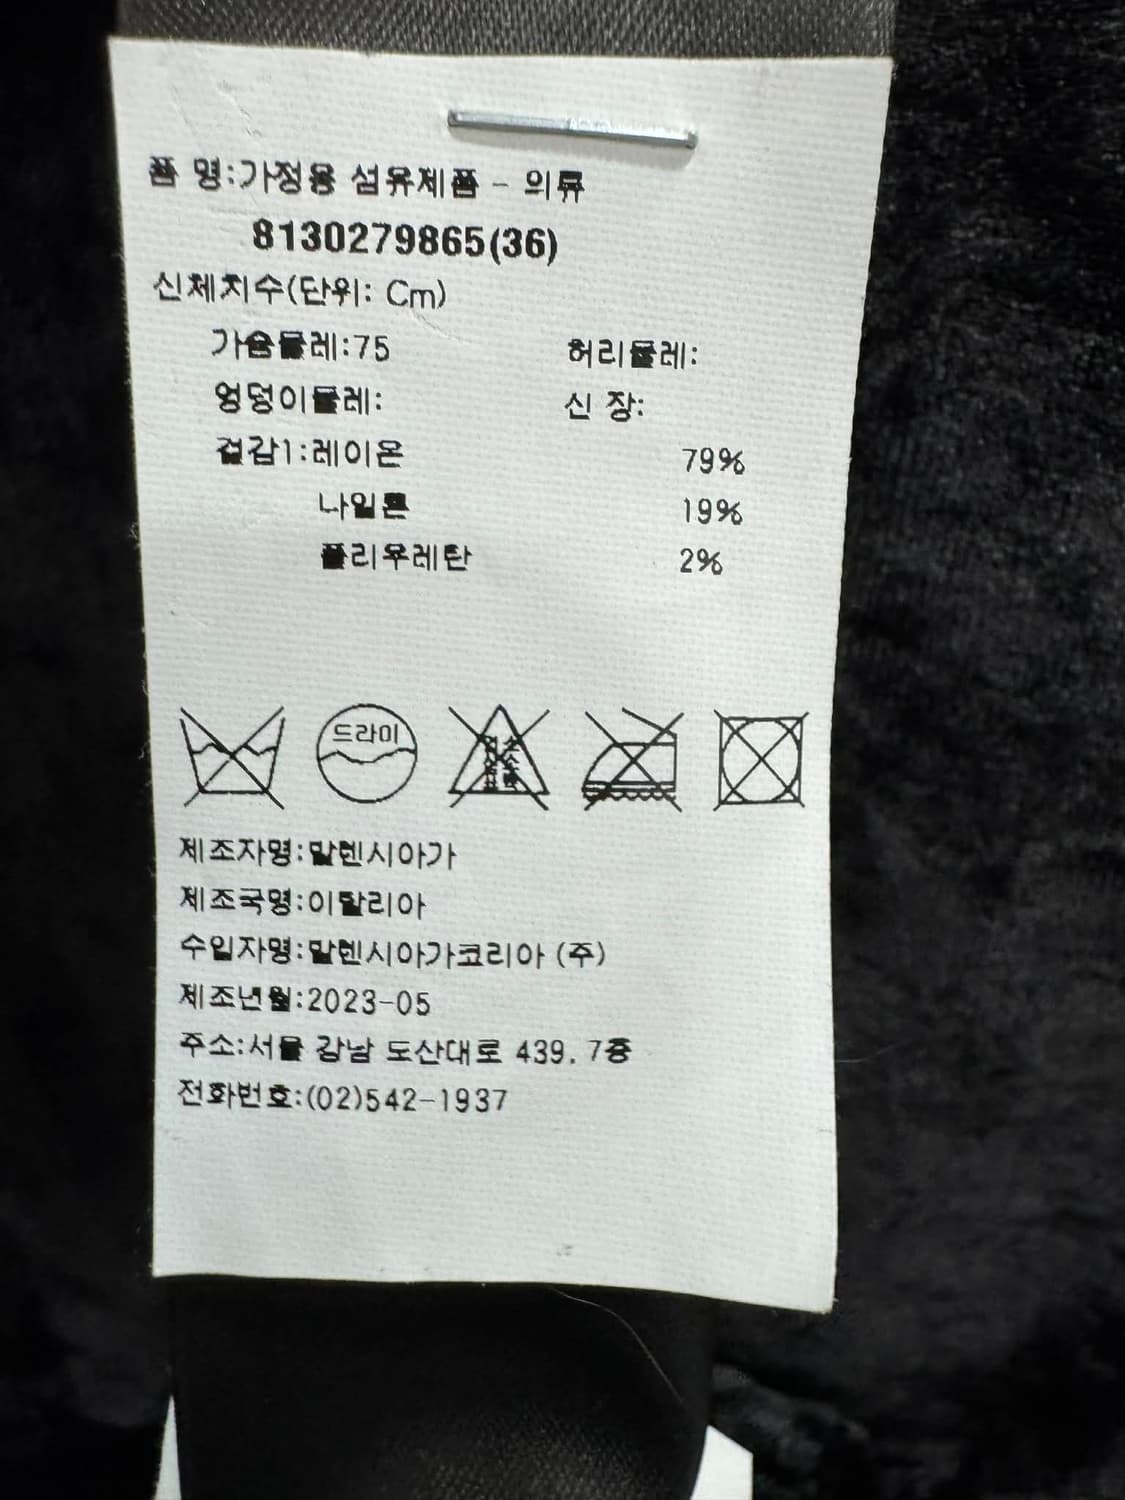 품 명:가정용 섬유제품 - 의류
8130279865(36)
신체치수(단위: Cm)
가슴둘레:75 허리둘레:
엉덩이둘레: 신 장:
겉감1:레이온 79%
나일론 19%
폴리우레탄 2%
드라이
제조자명:발렌시아가
제조국명:이탈리아
수입자명:발렌시아가코리아 (주)
제조년월:2023-05
주소:서울 강남 도산대로 439. 7층
전화번호:(02)542-1937